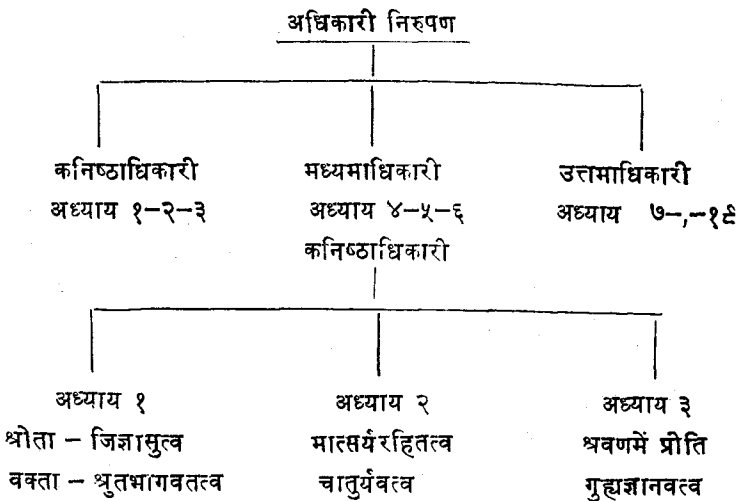 अधिकारी निरुपण
कनिष्ठाधिकारी मध्यमाधिकारी उत्तमाधिकारी
अध्याय १-२-३ अध्याय ४-५-६ अध्याय ७-,-१९
कनिष्ठाधिकारी
अध्याय १ अध्याय २ अध्याय ३
श्रोता - जिज्ञासुत्व मात्सर्यरहितत्व श्रवणमें प्रीति
वक्ता - श्रुतभागवतत्व चातुर्यवत्व गुह्यज्ञानवत्व